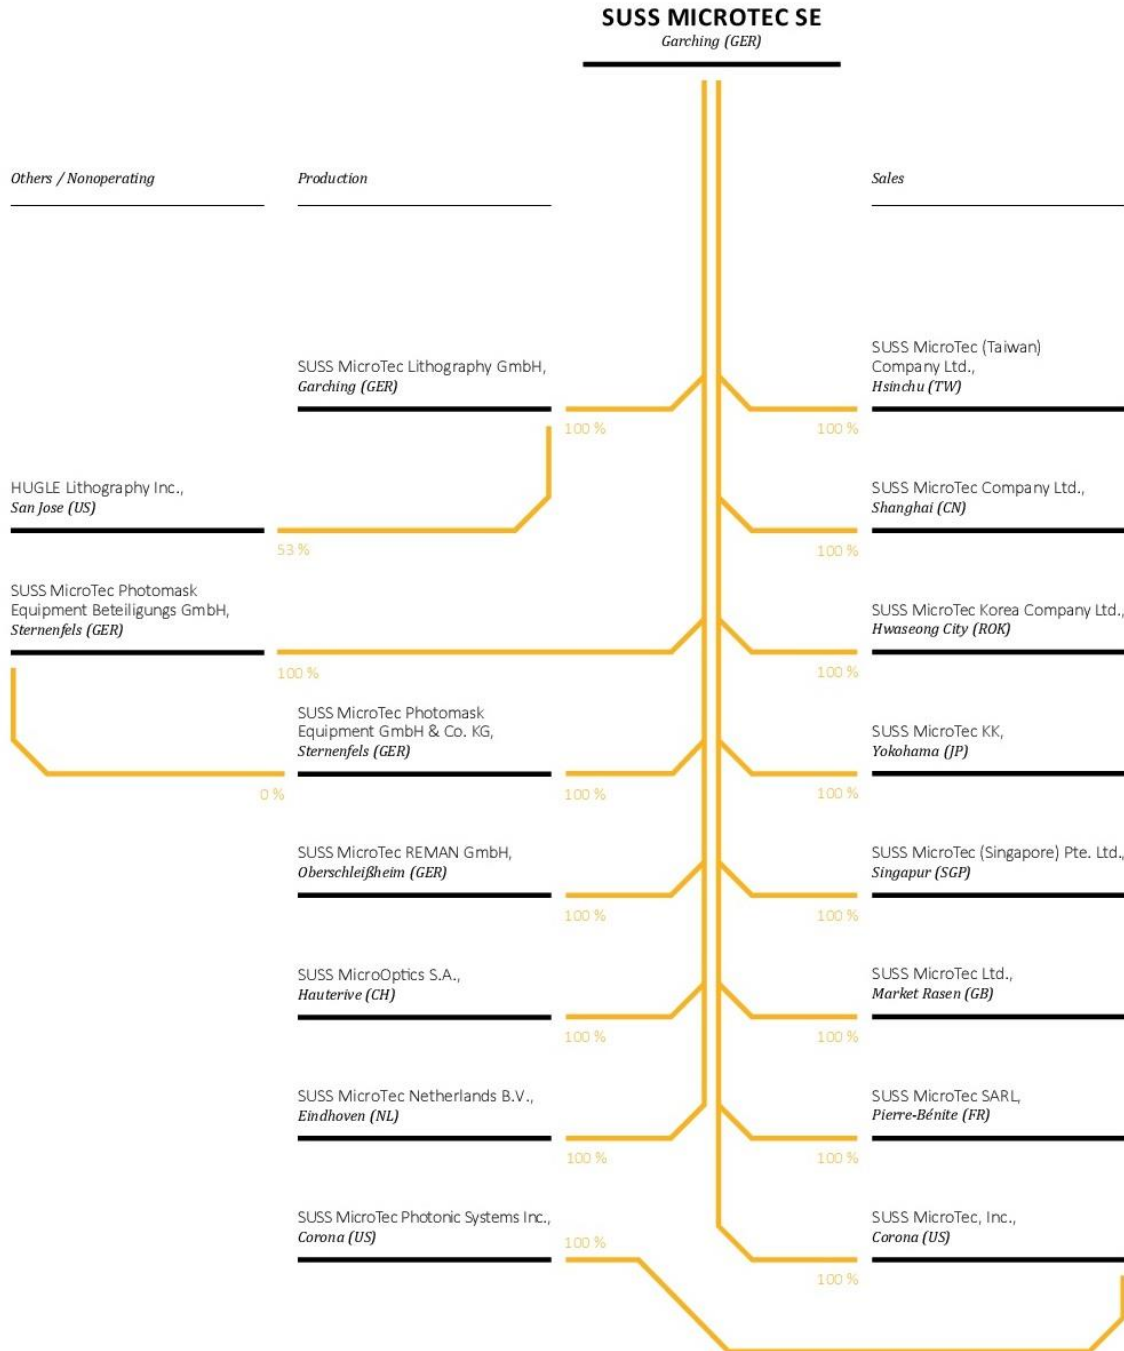 SUSS MICROTEC SE
Garching (GER)
Others / Nonoperating
Production
Sales
SUSS MicroTec Lithography GmbH,
Garching (GER)
100 %
SUSS MicroTec (Taiwan)
Company Ltd.,
Hsinchu (TW)
100 %
HUGLE Lithography Inc.,
San Jose (US)
53 %
SUSS MicroTec Company Ltd.,
Shanghai (CN)
100 %
SUSS MicroTec Photomask
Equipment Beteiligungs GmbH,
Sternenfels (GER)
100 %
SUSS MicroTec Korea Company Ltd.,
Hwaseong City (ROK)
100 %
SUSS MicroTec Photomask
Equipment GmbH & Co. KG,
Sternenfels (GER)
0 %
100 %
SUSS MicroTec KK,
Yokohama (JP)
100 %
SUSS MicroTec REMAN GmbH,
Oberschleißheim (GER)
100 %
SUSS MicroTec (Singapore) Pte. Ltd.,
Singapur (SGP)
100 %
SUSS MicroOptics S.A.,
Hauterive (CH)
100 %
SUSS MicroTec Ltd.,
Market Rasen (GB)
100 %
SUSS MicroTec Netherlands B.V.,
Eindhoven (NL)
100 %
SUSS MicroTec SARL,
Pierre-Bénite (FR)
100 %
SUSS MicroTec Photonic Systems Inc.,
Corona (US)
100 %
SUSS MicroTec, Inc.,
Corona (US)
100 %